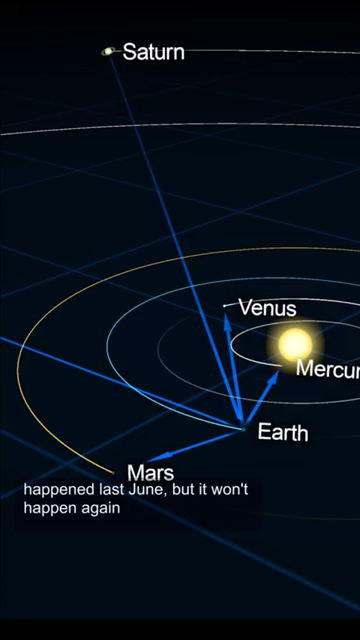 Saturn
Venus
Mercur
Earth
Mars
happened last June, but it won't
happen again